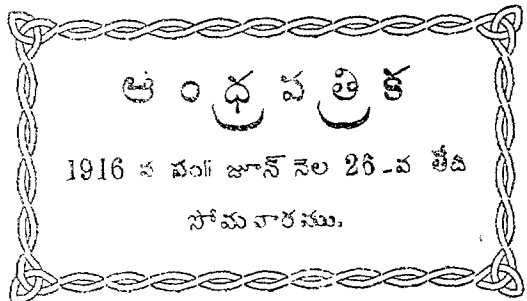 ఆంధ్రపత్రిక
1916 వ సం॥ జూన్ నెల 26-వ తేది
సోమవారము.